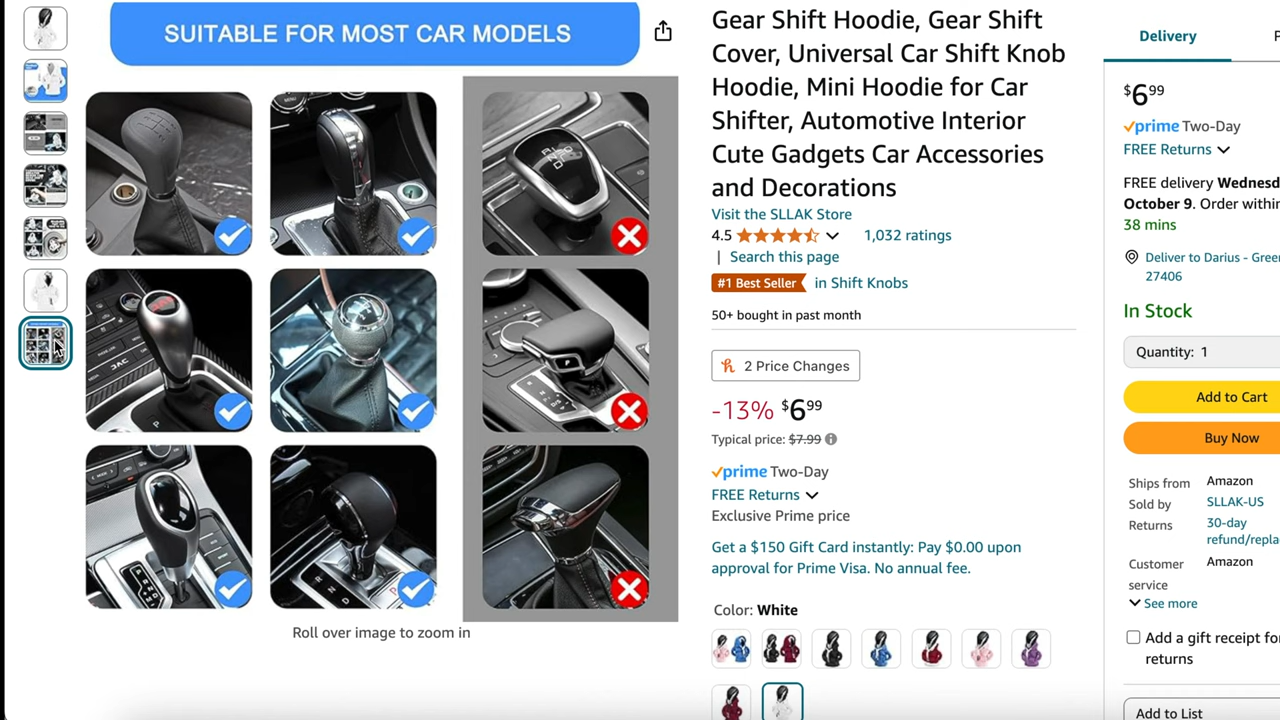 SUITABLE FOR MOST CAR MODELS
Roll over image to zoom in
Gear Shift Hoodie, Gear Shift
Cover, Universal Car Shift Knob
Hoodie, Mini Hoodie for Car
Shifter, Automotive Interior
Cute Gadgets Car Accessories
and Decorations
Visit the SLLAK Store
4.5 1,032 ratings
| Search this page
#1 Best Seller in Shift Knobs
50+ bought in past month
2 Price Changes
-13% $6 99
Typical price: $7.99
prime Two-Day
FREE Returns
Exclusive Prime price
Get a $150 Gift Card instantly: Pay $0.00 upon
approval for Prime Visa. No annual fee.
Color: White
Delivery
$6 99
prime Two-Day
FREE Returns
FREE delivery Wednesd
October 9. Order within
38 mins
Deliver to Darius - Gree
27406
In Stock
Quantity: 1
Add to Cart
Buy Now
Ships from Amazon
Sold by SLLAK-US
Returns 30-day
refund/repla
Customer Amazon
service
See more
Add a gift receipt fo
returns
Add to List